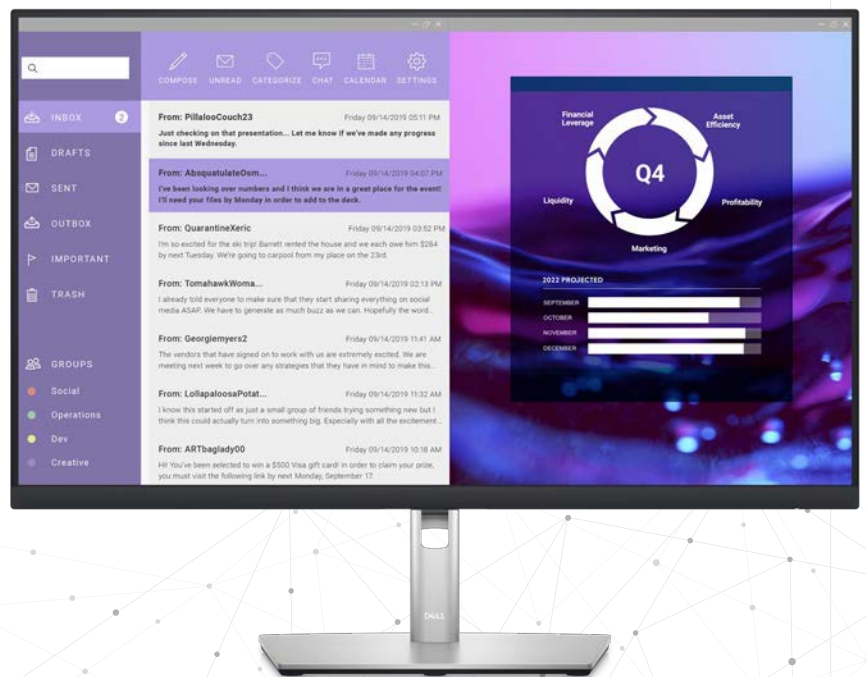 COMPOSE UNREAD CATEGORIZE CHAT CALENDAR SETTINGS
INBOX 2
DRAFTS
SENT
OUTBOX
IMPORTANT
TRASH
GROUPS
Social
Operations
Dev
Creative
From: PillalooCouch23 Friday 09/14/2019 05:11 PM
Just checking on that presentation... Let me know if we've made any progress
since last Wednesday.
From: AbsquatulateOsm... Friday 09/14/2019 04:07 PM
I've been looking over numbers and I think we are in a great place for the event!
I'll need your files by Monday in order to add to the deck.
From: QuarantineXeric Friday 09/14/2019 03:52 PM
I'm so excited for the ski trip! Barrett rented the house and we each owe him $284
by next Tuesday. We're going to carpool from my place on the 23rd.
From: TomahawkWoma... Friday 09/14/2019 02:13 PM
I already told everyone to make sure that they start sharing everything on social
media ASAP. We have to generate as much buzz as we can. Hopefully the word..
From: Georgiemyers2 Friday 09/14/2019 11:41 AM
The vendors that have signed on to work with us are extremely excited. We are
meeting next week to go over any strategies that they have in mind to make this...
From: LollapaloosaPotat... Friday 09/14/2019 11:32 AM
I know this started off as just a small group of friends trying something new but I
think this could actually turn into something big. Especially with all the excitement...
From: ARTbaglady00 Friday 09/14/2019 10:18 AM
Hi! You've been selected to win a $500 Visa gift card! In order to claim your prize,
you must visit the following link by next Monday, September 17.
Financial
Leverage
Asset
Efficiency
Q4
Liquidity
Profitability
Marketing
2022 PROJECTED
SEPTEMBER
OCTOBER
NOVEMBER
DECEMBER
DELL